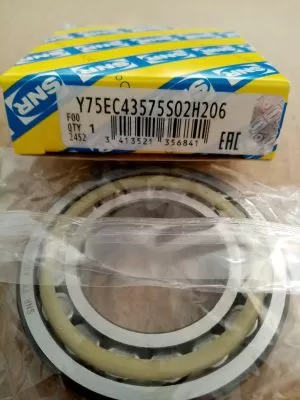 SNR
Y75EC43575S02H206
F00
QTY 1
2452
3 413521 356841
EAC
SNR